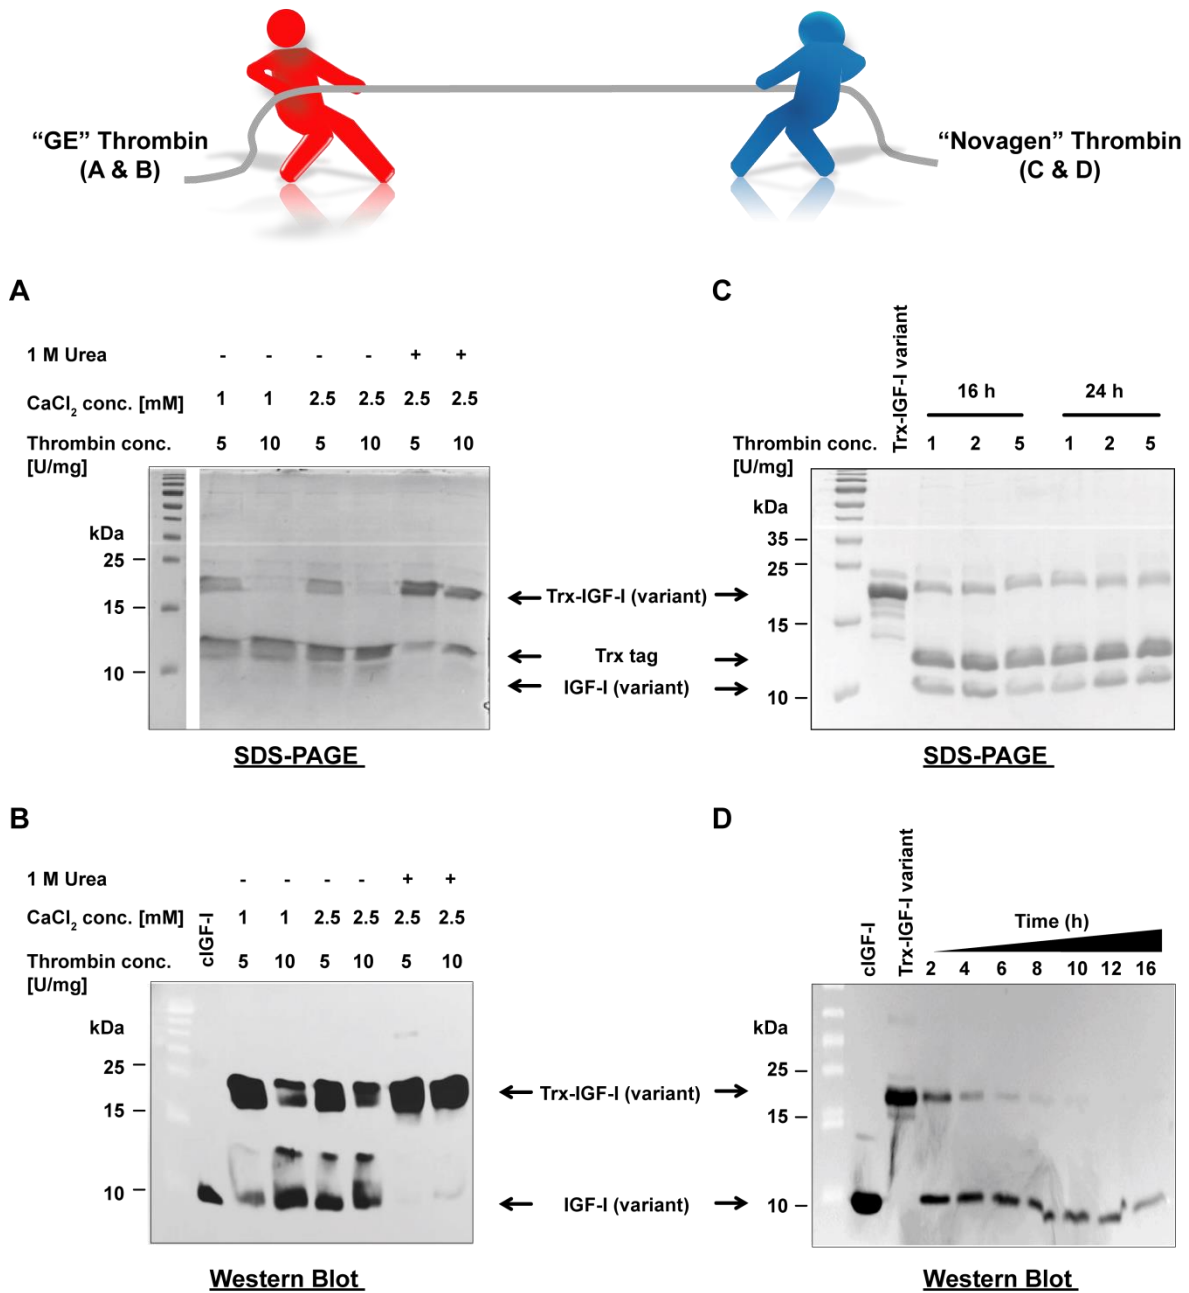 “GE” Thrombin
(A & B)
“Novagen” Thrombin
(C & D)
A
1 M Urea - - - - + +
CaCl2 conc. [mM] 1 1 2.5 2.5 2.5 2.5
Thrombin conc. 5 10 5 10 5 10
[U/mg]
kDa
25
15
10
SDS-PAGE
Trx-IGF-I (variant)
Trx tag
IGF-I (variant)
C
Trx-IGF-I variant
16 h 24 h
Thrombin conc. 1 2 5 1 2 5
[U/mg]
kDa
35
25
15
10
SDS-PAGE
B
1 M Urea - - - - + +
CaCl2 conc. [mM] 1 1 2.5 2.5 2.5 2.5
cIGF-I
Thrombin conc. 5 10 5 10 5 10
[U/mg]
kDa
25
15
10
Western Blot
Trx-IGF-I (variant)
IGF-I (variant)
D
cIGF-I
Trx-IGF-I variant
Time (h)
2 4 6 8 10 12 16
kDa
25
15
10
Western Blot